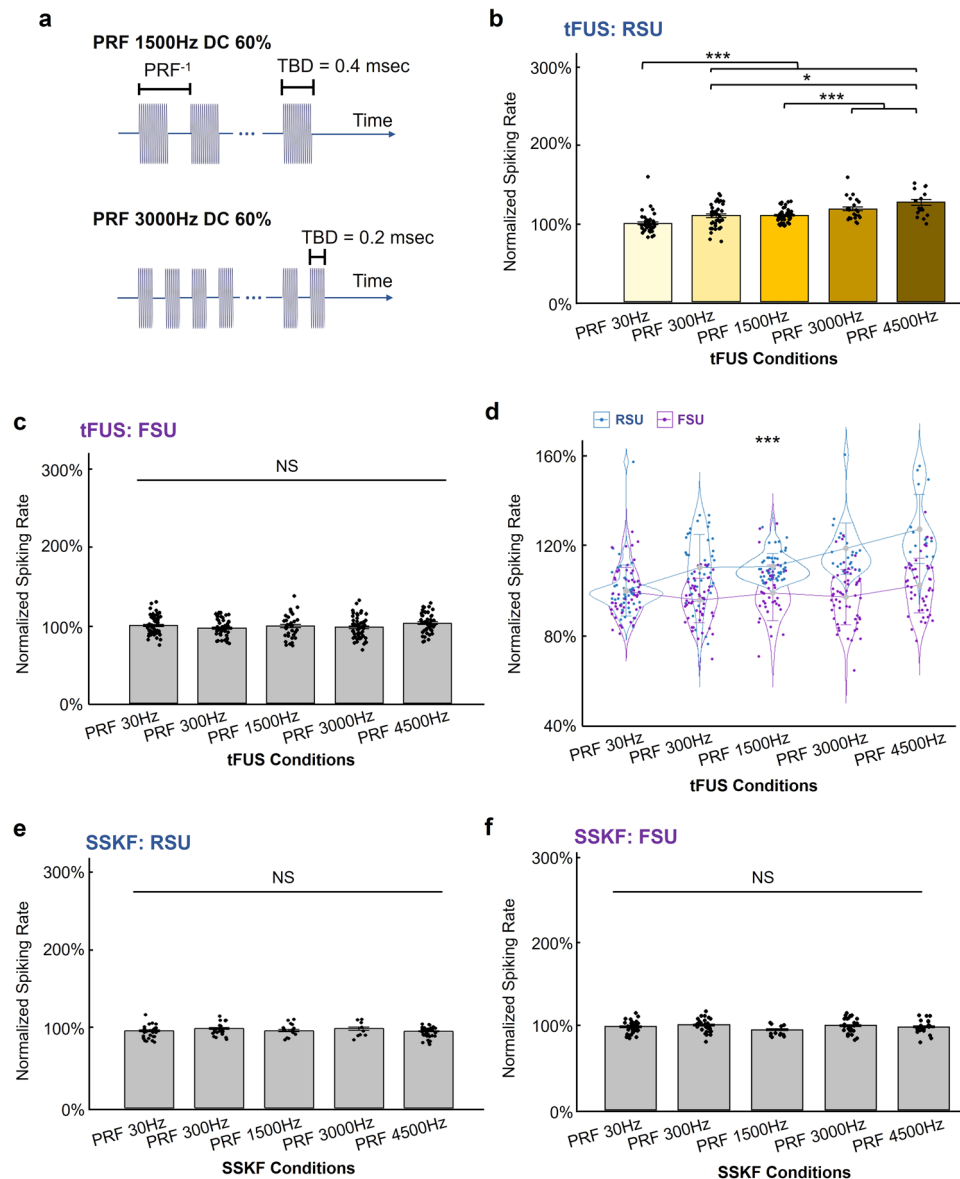 a
PRF 1500Hz DC 60%
PRF-1
TBD = 0.4 msec
Time
PRF 3000Hz DC 60%
TBD = 0.2 msec
Time
b
tFUS: RSU
Normalized Spiking Rate
300%
200%
100%
0%
***
*
***
PRF 30Hz
PRF 300Hz
PRF 1500Hz
PRF 3000Hz
PRF 4500Hz
tFUS Conditions
c
tFUS: FSU
Normalized Spiking Rate
300%
200%
100%
0%
NS
PRF 30Hz
PRF 300Hz
PRF 1500Hz
PRF 3000Hz
PRF 4500Hz
tFUS Conditions
d
RSU
FSU
Normalized Spiking Rate
160%
120%
80%
40%
***
PRF 30Hz
PRF 300Hz
PRF 1500Hz
PRF 3000Hz
PRF 4500Hz
tFUS Conditions
e
SSKF: RSU
Normalized Spiking Rate
300%
200%
100%
0%
NS
PRF 30Hz
PRF 300Hz
PRF 1500Hz
PRF 3000Hz
PRF 4500Hz
SSKF Conditions
f
SSKF: FSU
Normalized Spiking Rate
300%
200%
100%
0%
NS
PRF 30Hz
PRF 300Hz
PRF 1500Hz
PRF 3000Hz
PRF 4500Hz
SSKF Conditions